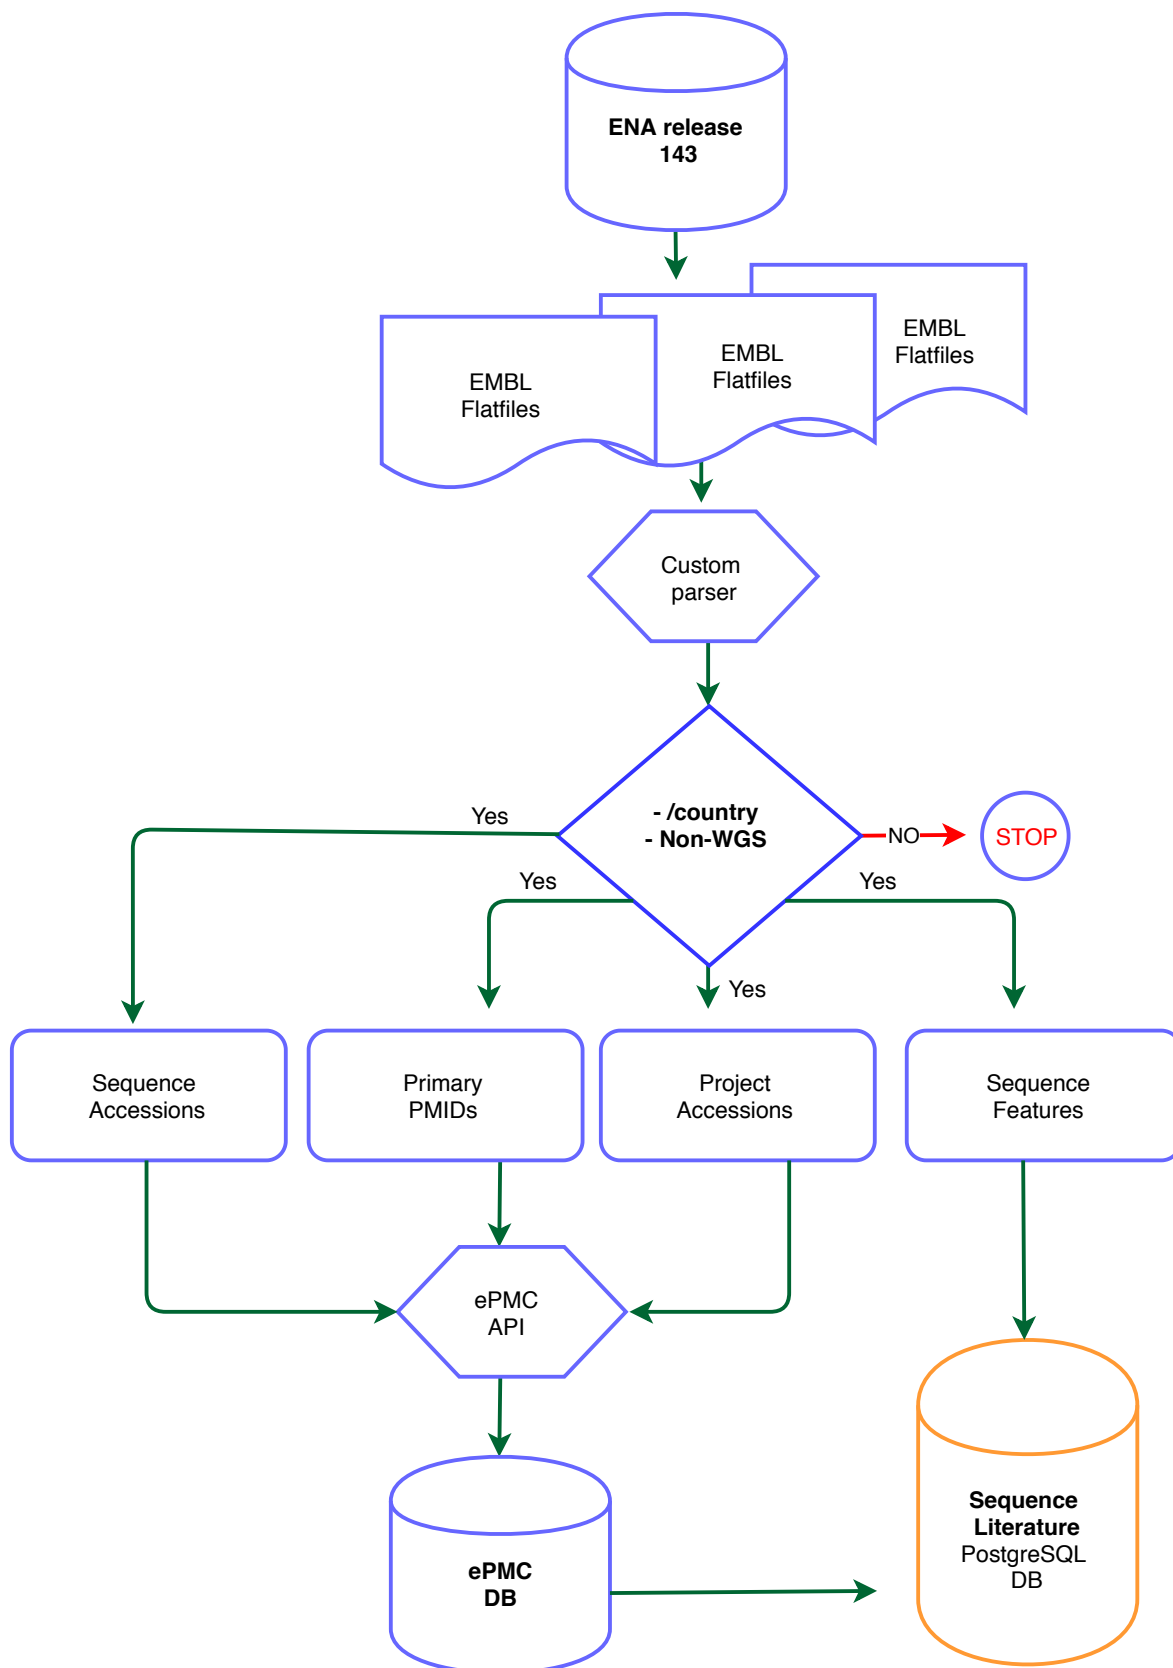 ENA release
143
EMBL
Flatfiles
EMBL
Flatfiles
EMBL
Flatfiles
Custom
parser
- /country
- Non-WGS
Yes
NO
STOP
Yes
Yes
Yes
Sequence
Accessions
Primary
PMIDs
Project
Accessions
Sequence
Features
ePMC
API
ePMC
DB
Sequence
Literature
PostgreSQL
DB